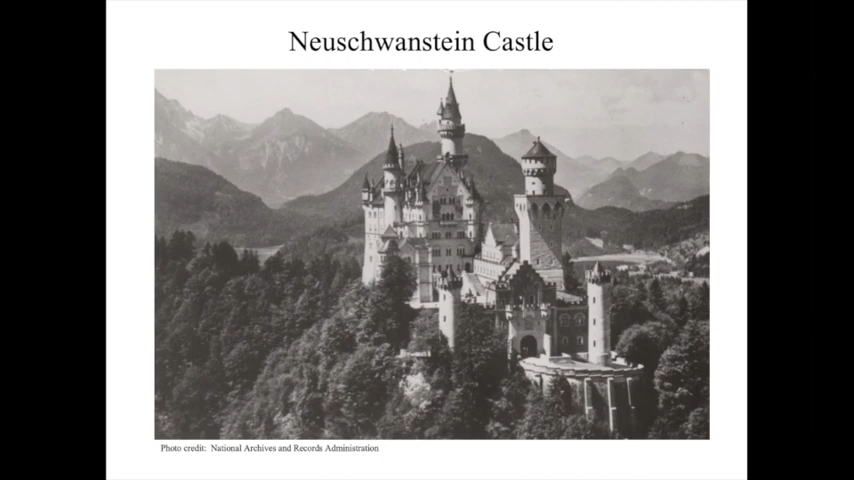 Neuschwanstein Castle
Photo credit: National Archives and Records Administration